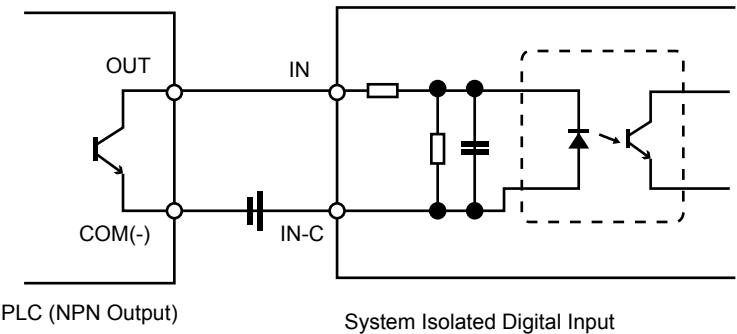 OUT
IN
COM(-)
IN-C
PLC (NPN Output)
System Isolated Digital Input